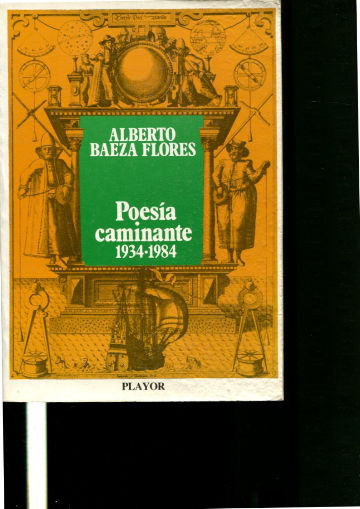 ALBERTO
BAEZA FLORES
Poesía
caminante
1934-1984
PLAYOR